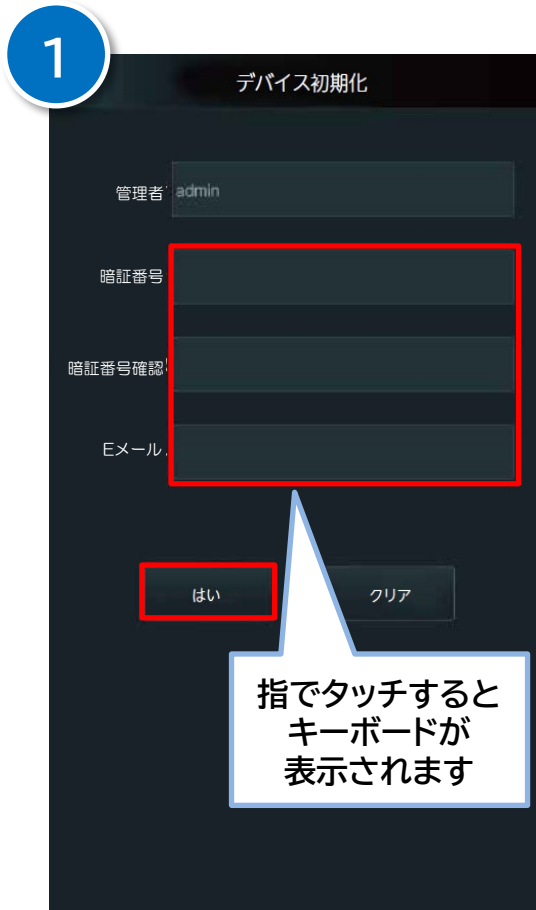 1
デバイス初期化
管理者 admin
暗証番号
暗証番号確認
Eメール
はい クリア
指でタッチすると
キーボードが
表示されます